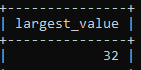 +---------------+
| largest_value |
+---------------+
|            32 |